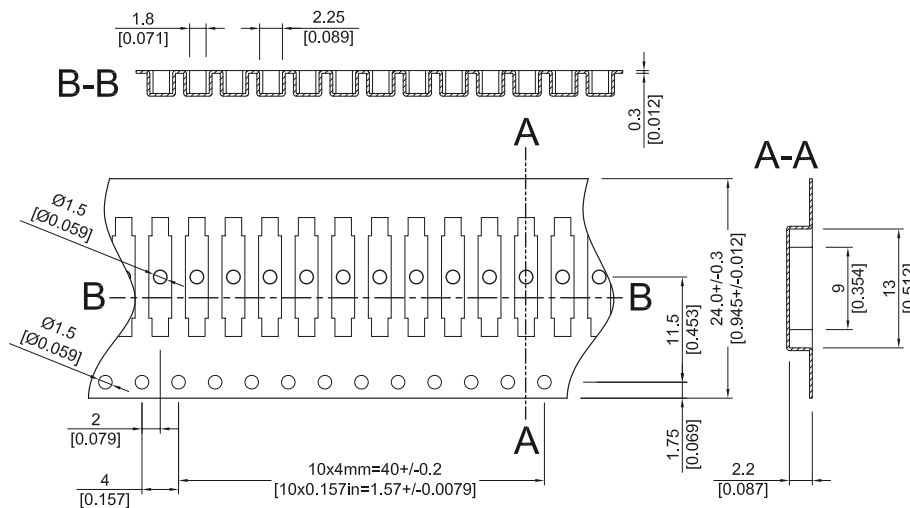 1.8
[0.071]
2.25
[0.089]
B-B
0.3
[0.012]
A
A-A
Ø1.5
[Ø0.059]
B
B
Ø1.5
[Ø0.059]
11.5
[0.453]
24.0+/-0.3
[0.945+/-0.012]
9
[0.354]
13
[0.512]
2
[0.079]
A
1.75
[0.069]
4
[0.157]
10x4mm=40+/-0.2
[10x0.157in=1.57+/-0.0079]
2.2
[0.087]